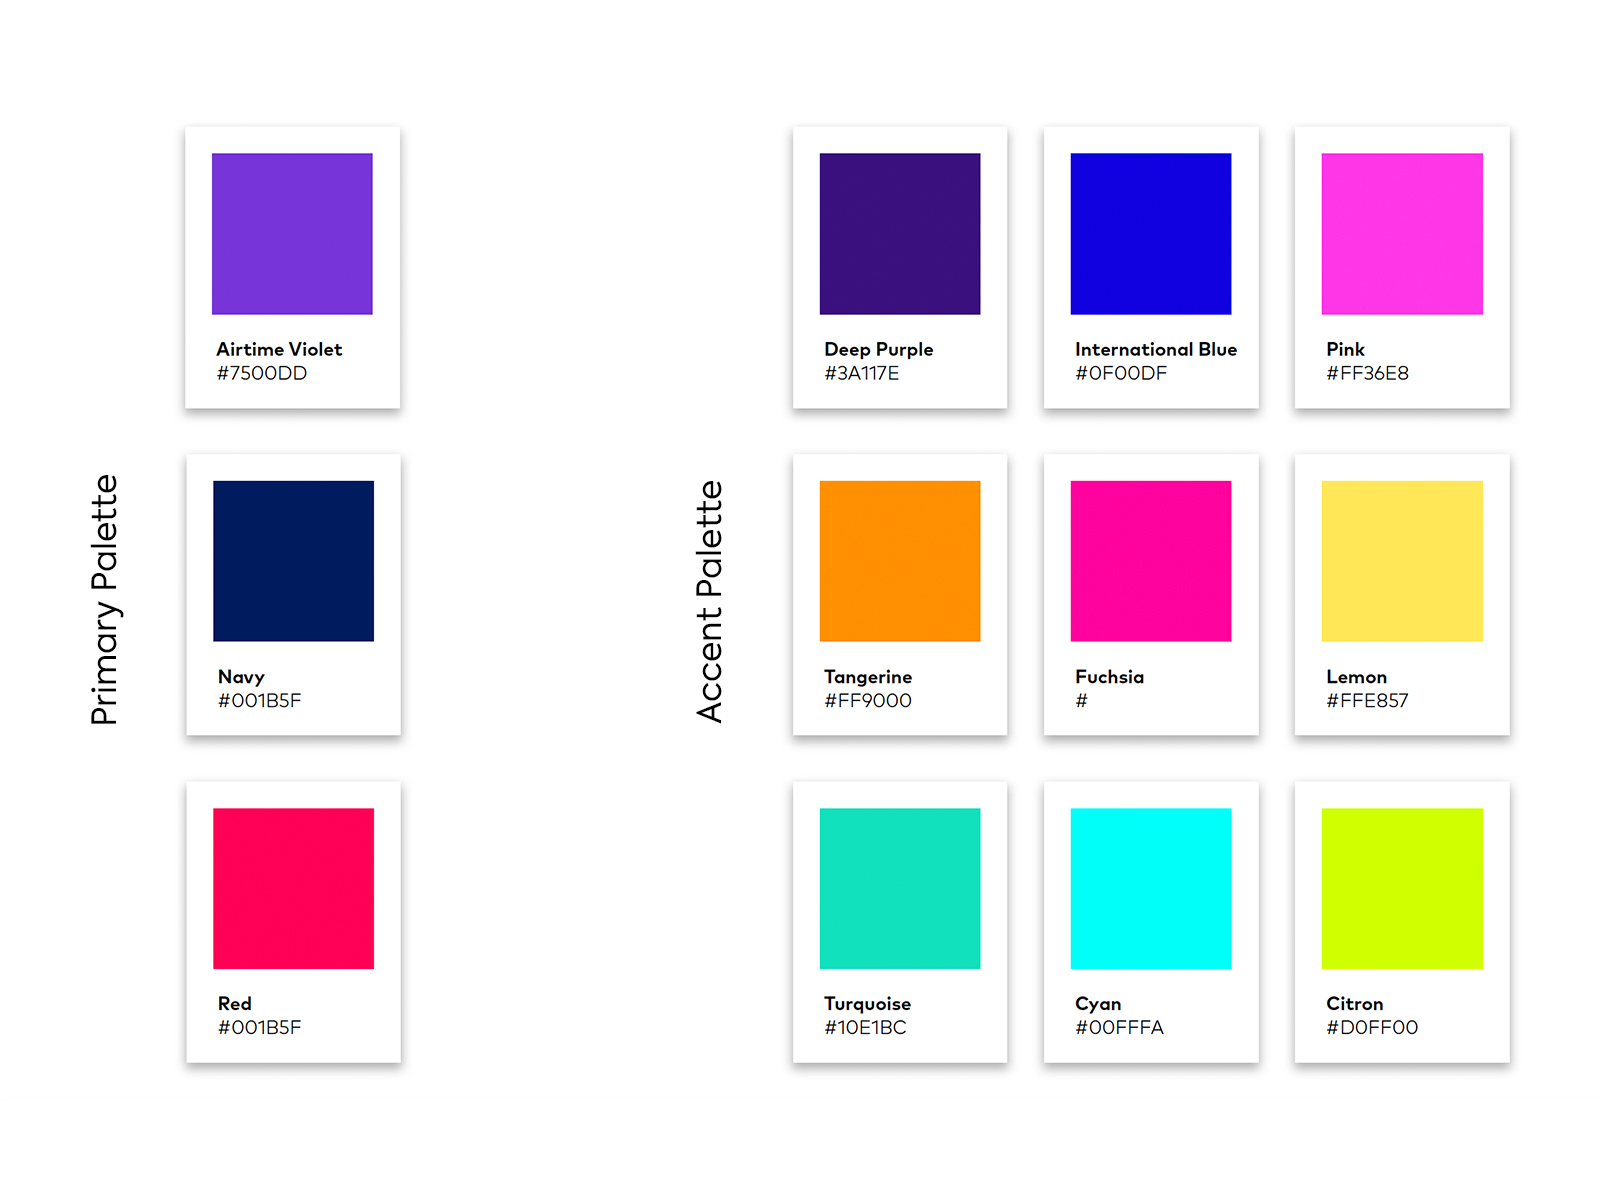 Primary Palette
Airtime Violet
#7500DD
Navy
#001B5F
Red
#001B5F
Accent Palette
Deep Purple
#3A117E
International Blue
#0F00DF
Pink
#FF36E8
Tangerine
#FF9000
Fuchsia
#
Lemon
#FFE857
Turquoise
#10E1BC
Cyan
#00FFFA
Citron
#D0FF00